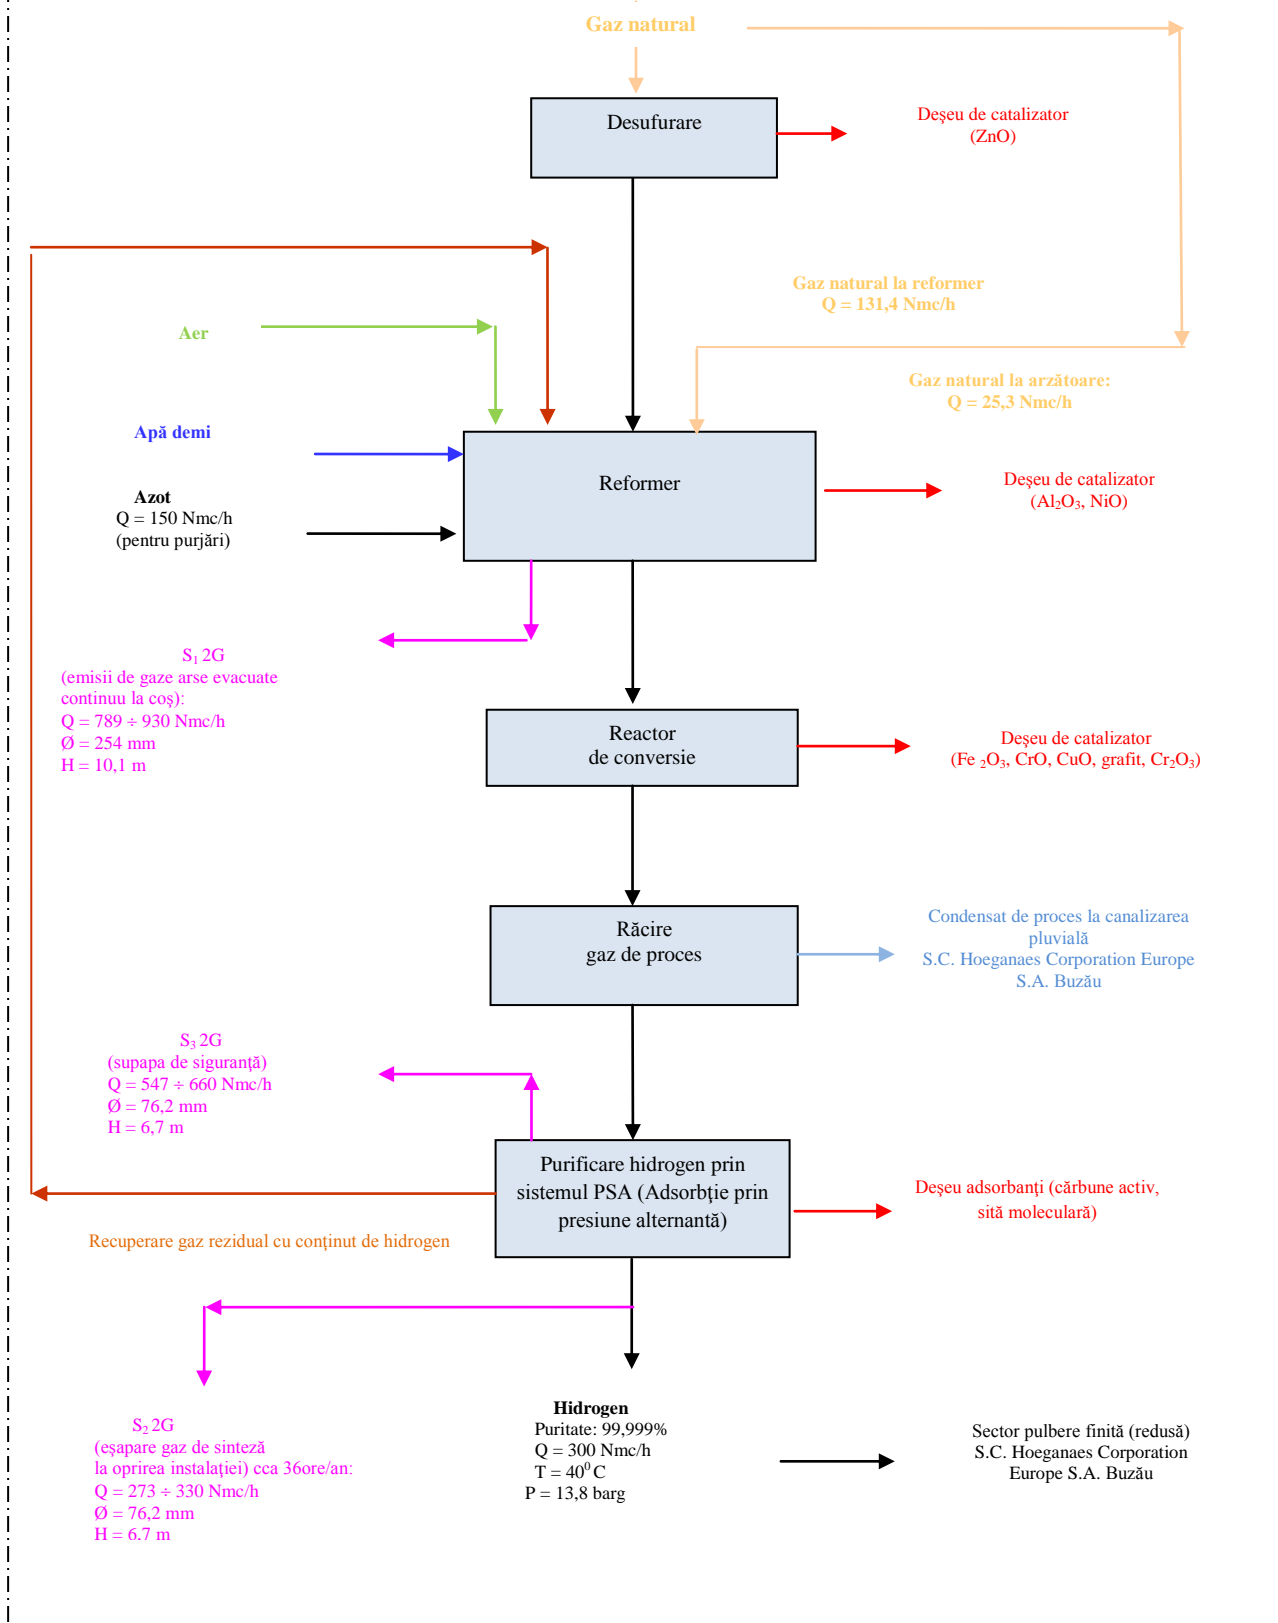 Gaz natural
Desufurare
Deşeu de catalizator
(ZnO)
Gaz natural la reformer
Q = 131,4 Nmc/h
Aer
Gaz natural la arzătoare:
Q = 25,3 Nmc/h
Apă demi
Reformer
Deşeu de catalizator
(Al₂O₃, NiO)
Azot
Q = 150 Nmc/h
(pentru purjări)
S₁ 2G
(emisii de gaze arse evacuate
continuu la coş):
Q = 789 ÷ 930 Nmc/h
Ø = 254 mm
H = 10,1 m
Reactor
de conversie
Deşeu de catalizator
(Fe ₂O₃, CrO, CuO, grafit, Cr₂O₃)
Răcire
gaz de proces
Condensat de proces la canalizarea
pluvială
S.C. Hoeganaes Corporation Europe
S.A. Buzău
S₃ 2G
(supapa de siguranţă)
Q = 547 ÷ 660 Nmc/h
Ø = 76,2 mm
H = 6,7 m
Purificare hidrogen prin
sistemul PSA (Adsorbţie prin
presiune alternantă)
Deşeu adsorbanţi (cărbune activ,
sită moleculară)
Recuperare gaz rezidual cu conţinut de hidrogen
S₂ 2G
(eşapare gaz de sinteză
la oprirea instalaţiei) cca 36ore/an:
Q = 273 ÷ 330 Nmc/h
Ø = 76,2 mm
H = 6,7 m
Hidrogen
Puritate: 99,999%
Q = 300 Nmc/h
T = 40⁰ C
P = 13,8 barg
Sector pulbere finită (redusă)
S.C. Hoeganaes Corporation
Europe S.A. Buzău